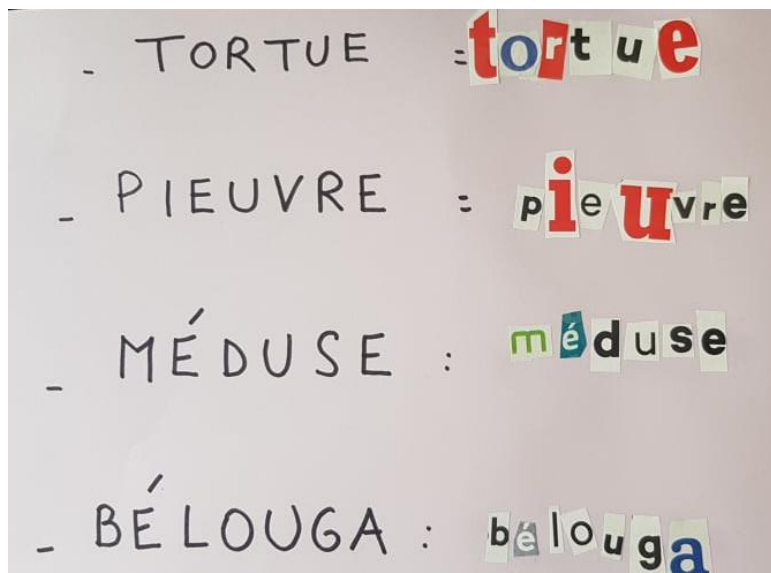 - TORTUE = tortue
- PIEUVRE = pieuvre
- MÉDUSE : méduse
- BÉLOUGA : bélouga